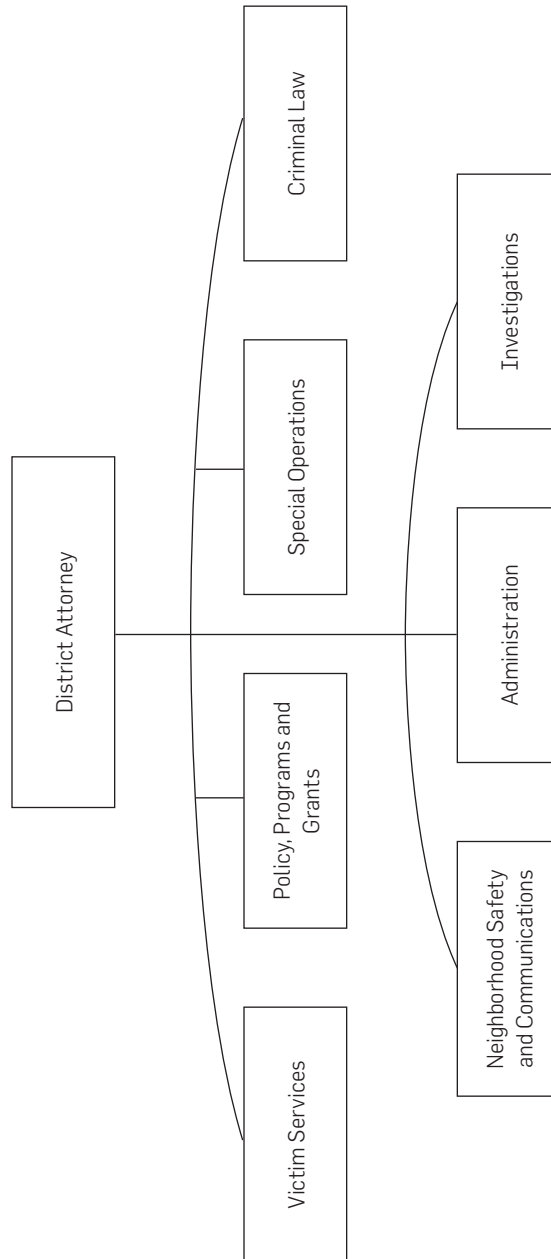 District Attorney
Victim Services
Policy, Programs and
Grants
Special Operations
Criminal Law
Neighborhood Safety
and Communications
Administration
Investigations